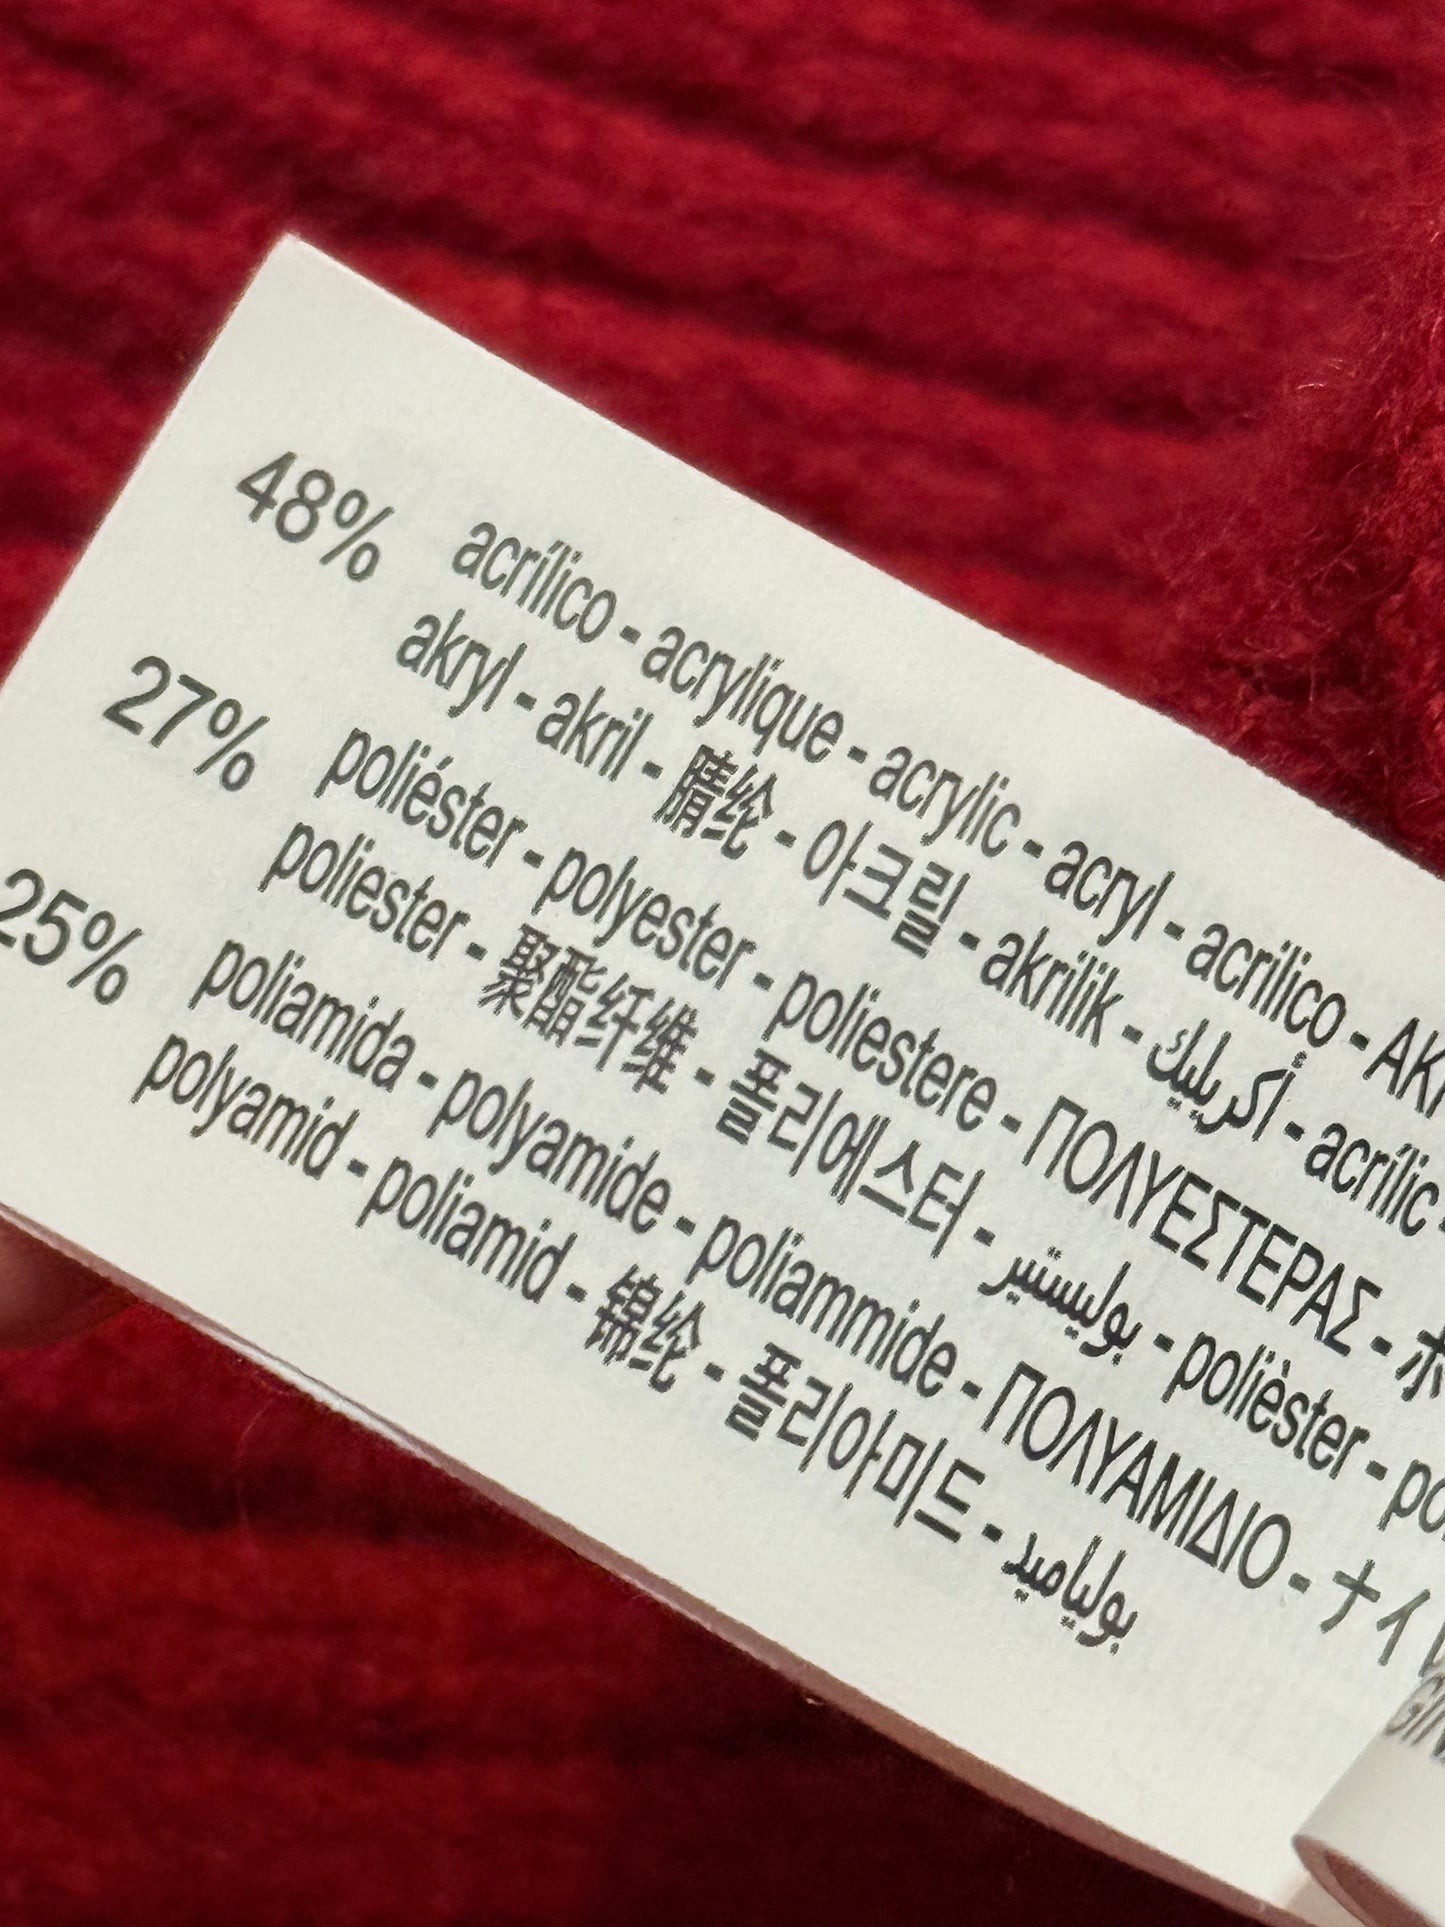 48% acrílico - acrylique - acrylic - acryl - acrilico -
akryl - akril - 腈纶 - 아크릴 - akrilik - أكريليك - acrílic -
27% poliéster - polyester - poliestere - ΠΟΛΥΕΣΤΕΡΑΣ -
poliester - 聚酯纤维 - 폴리에스터 - بوليستير - polièster -
25% poliamida - polyamide - poliammide - ΠΟΛΥΑΜΙΔΙΟ -
polyamid - poliamid - 锦纶 - 폴리아미드 - بولياميد